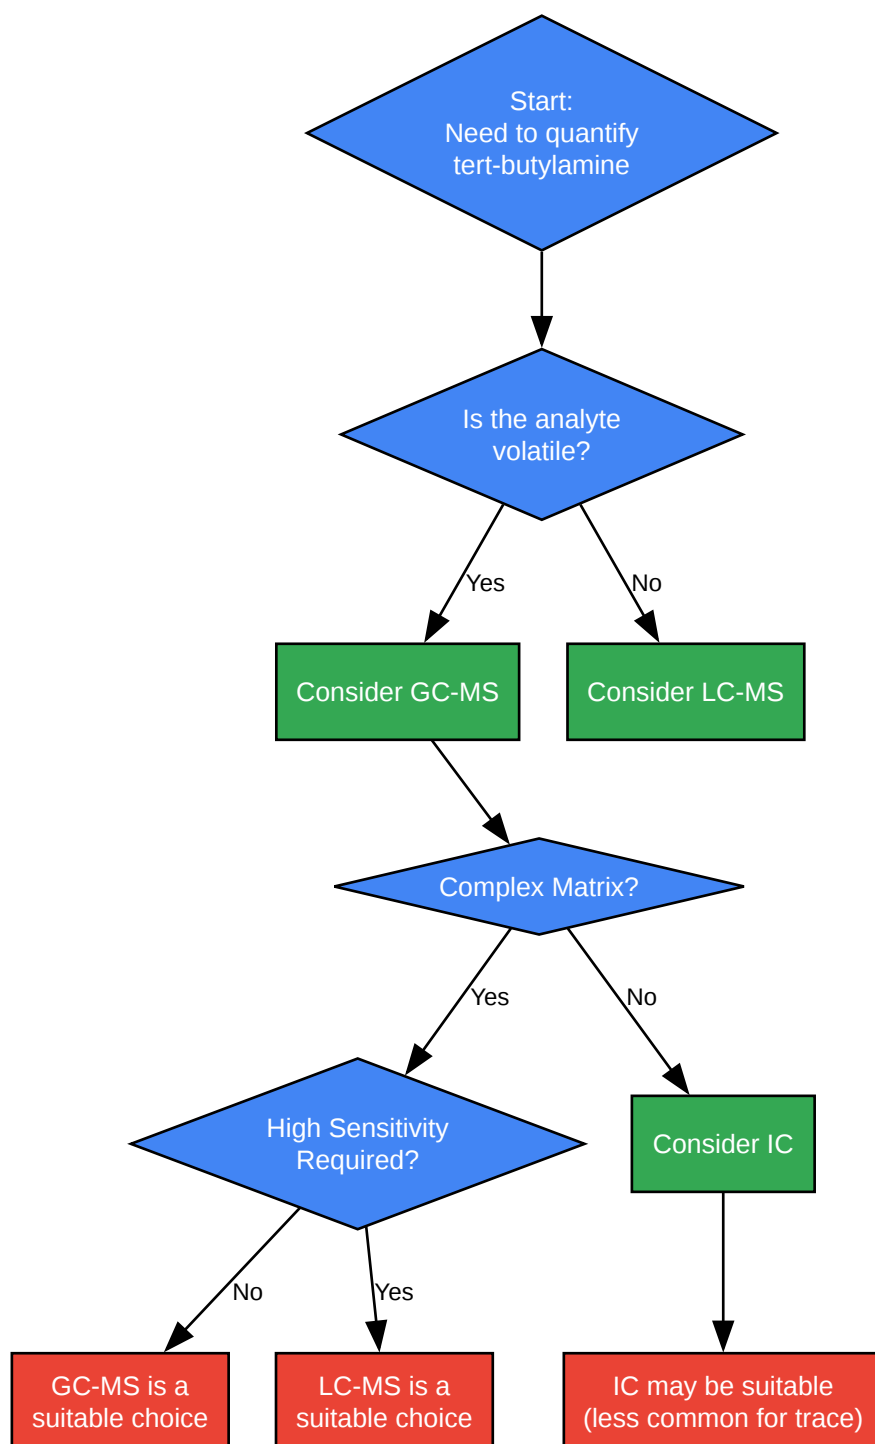 Start:
Need to quantify
tert-butylamine
Is the analyte
volatile?
Yes
No
Consider GC-MS
Consider LC-MS
Complex Matrix?
Yes
No
High Sensitivity
Required?
Consider IC
No
Yes
GC-MS is a
suitable choice
LC-MS is a
suitable choice
IC may be suitable
(less common for trace)